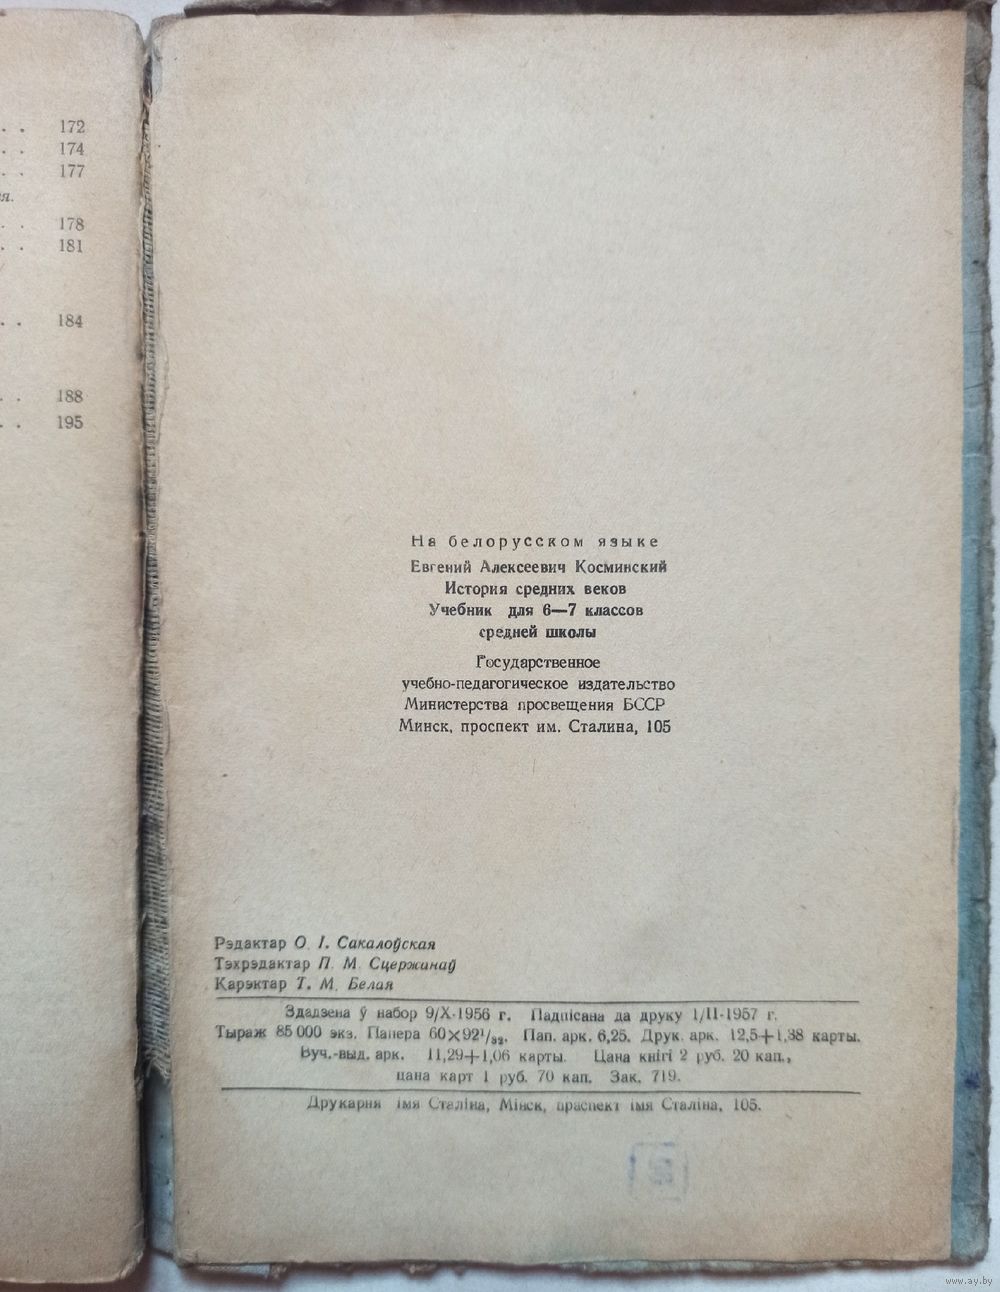 . . 172
. . 174
. . 177
я.
. . 178
. . 181
. . 184
. . 188
. . 195
На белорусском языке
Евгений Алексеевич Косминский
История средних веков
Учебник для 6—7 классов
средней школы
Государственное
учебно-педагогическое издательство
Министерства просвещения БССР
Минск, проспект им. Сталина, 105
Рэдактар О. І. Сакалоўская
Тэхрэдактар П. М. Сцержанаў
Карэктар Т. М. Белая
Здадзена ў набор 9/X-1956 г. Падпісана да друку 1/II-1957 г.
Тыраж 85 000 экз. Папера 60×92¹/₃₂. Пап. арк. 6,25. Друк. арк. 12,5+1,38 карты.
Вуч.-выд. арк. 11,29+1,06 карты. Цана кнігі 2 руб. 20 кап.,
цана карт 1 руб. 70 кап. Зак. 719.
Друкарня імя Сталіна, Мінск, праспект імя Сталіна, 105.
www.ay.by